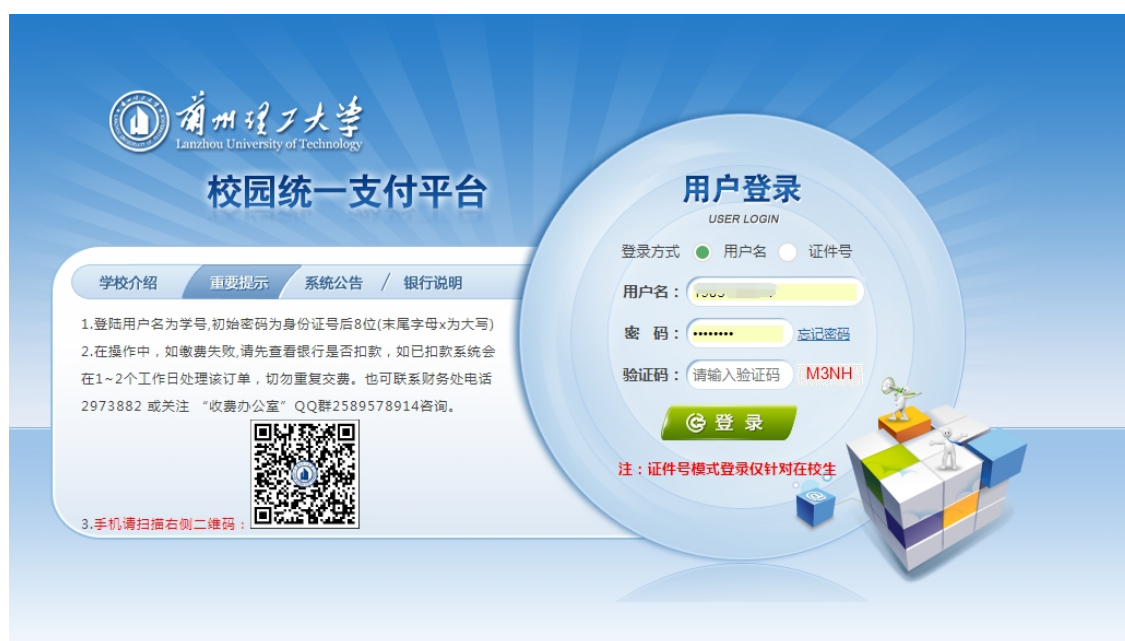 兰州理工大学
Lanzhou University of Technology
校园统一支付平台
学校介绍 重要提示 系统公告 / 银行说明
1.登陆用户名为学号,初始密码为身份证号后8位(末尾字母x为大写)
2.在操作中，如缴费失败,请先查看银行是否扣款，如已扣款系统会
在1~2个工作日处理该订单，切勿重复交费。也可联系财务处电话
2973882 或关注 “收费办公室”QQ群2589578914咨询。
3.手机请扫描右侧二维码：
用户登录
USER LOGIN
登录方式 用户名 证件号
用户名：
密 码： •••••••• 忘记密码
验证码： 请输入验证码 M3NH
登 录
注：证件号模式登录仅针对在校生